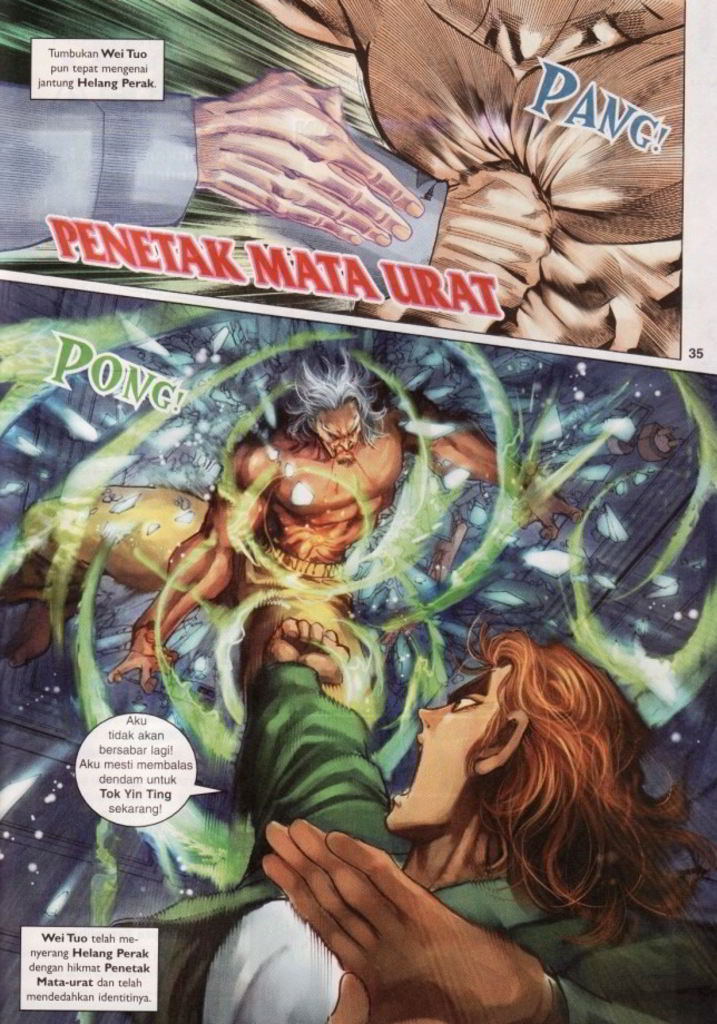 Tumbukan Wei Tuo
pun tepat mengenai
jantung Helang Perak.
PANG!
PENETAK MATA URAT
35
PONG!
Aku
tidak akan
bersabar lagi!
Aku mesti membalas
dendam untuk
Tok Yin Ting
sekarang!
Wei Tuo telah me-
nyerang Helang Perak
dengan hikmat Penetak
Mata-urat dan telah
mendedahkan identitinya.